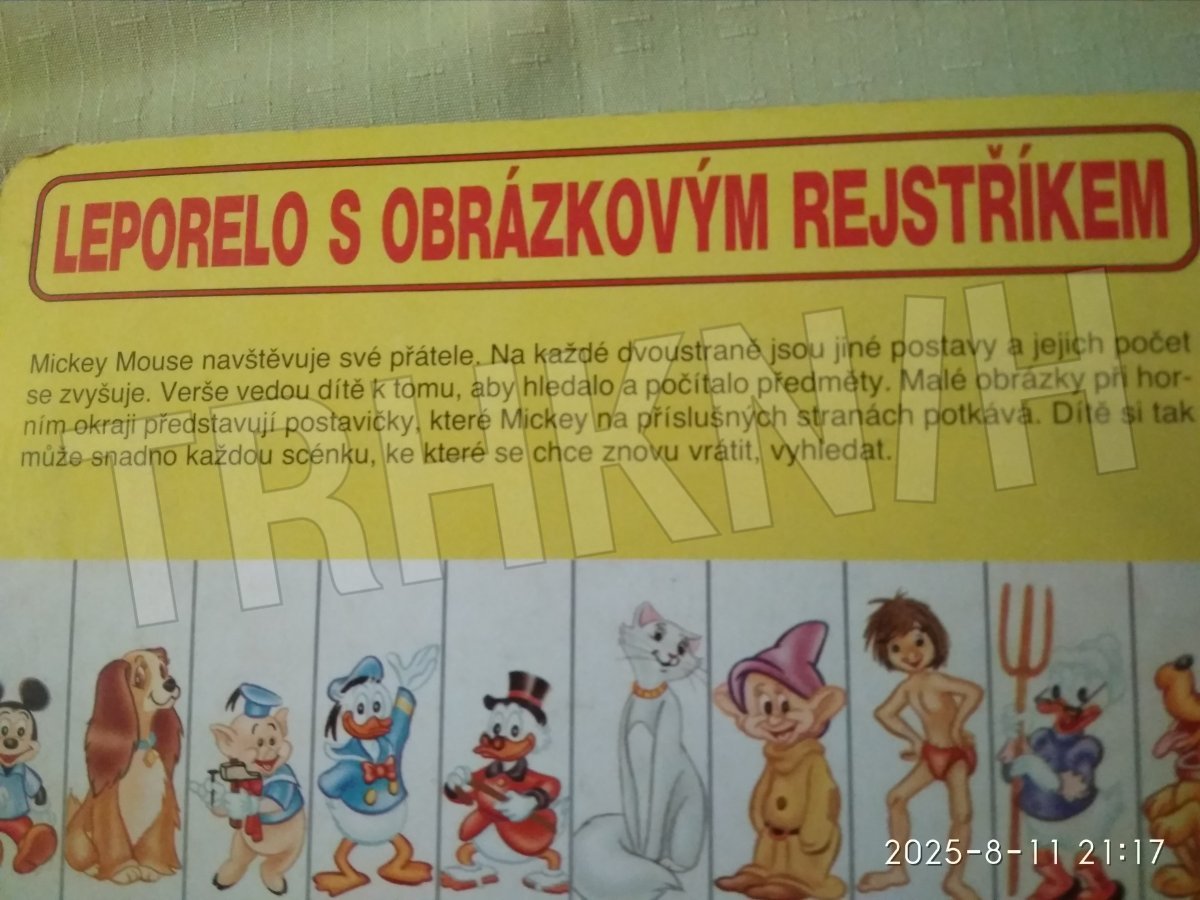 LEPORELO S OBRÁZKOVÝM REJSTŘÍKEM
Mickey Mouse navštěvuje své přátele. Na každé dvoustraně jsou jiné postavy a jejich počet
se zvyšuje. Verše vedou dítě k tomu, aby hledalo a počítalo předměty. Malé obrázky při hor-
ním okraji představují postavičky, které Mickey na příslušných stranách potkává. Dítě si tak
může snadno každou scénku, ke které se chce znovu vrátit, vyhledat.
TRHKNI/H
2025-8-11 21:17